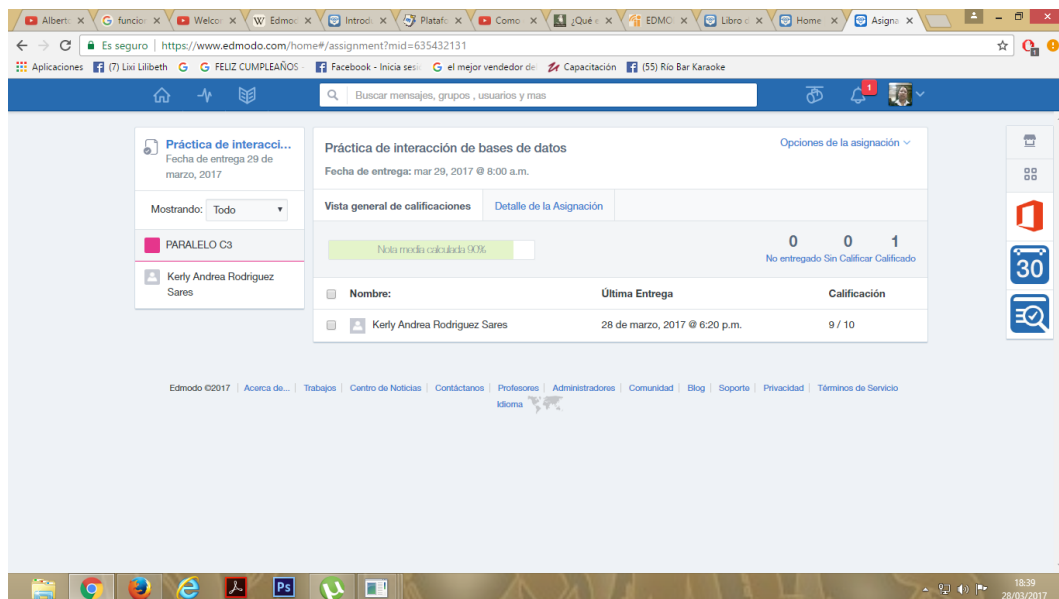 Alberto
G funcior
Welcor
W Edmoc
Introdu
Platafo
Como
¿Qué e
EDMO
Libro d
Home
Asigna
Es seguro | https://www.edmodo.com/home#/assignment?mid=635432131
Aplicaciones (7) Lixi Lilibeth G G FELIZ CUMPLEAÑOS - Facebook - Inicia sesi G el mejor vendedor de Capacitación (55) Río Bar Karaoke
Buscar mensajes, grupos , usuarios y mas
1
Práctica de interacci...
Fecha de entrega 29 de
marzo, 2017
Mostrando: Todo
PARALELO C3
Kerly Andrea Rodriguez
Sares
Práctica de interacción de bases de datos
Opciones de la asignación
Fecha de entrega: mar 29, 2017 @ 8:00 a.m.
Vista general de calificaciones Detalle de la Asignación
Nota media calculada 90%
0 0 1
No entregado Sin Calificar Calificado
Nombre: Última Entrega Calificación
Kerly Andrea Rodriguez Sares 28 de marzo, 2017 @ 6:20 p.m. 9 / 10
30
Edmodo ©2017 | Acerca de... | Trabajos | Centro de Noticias | Contáctanos | Profesores | Administradores | Comunidad | Blog | Soporte | Privacidad | Términos de Servicio
Idioma
Ps
18:39
28/03/2017